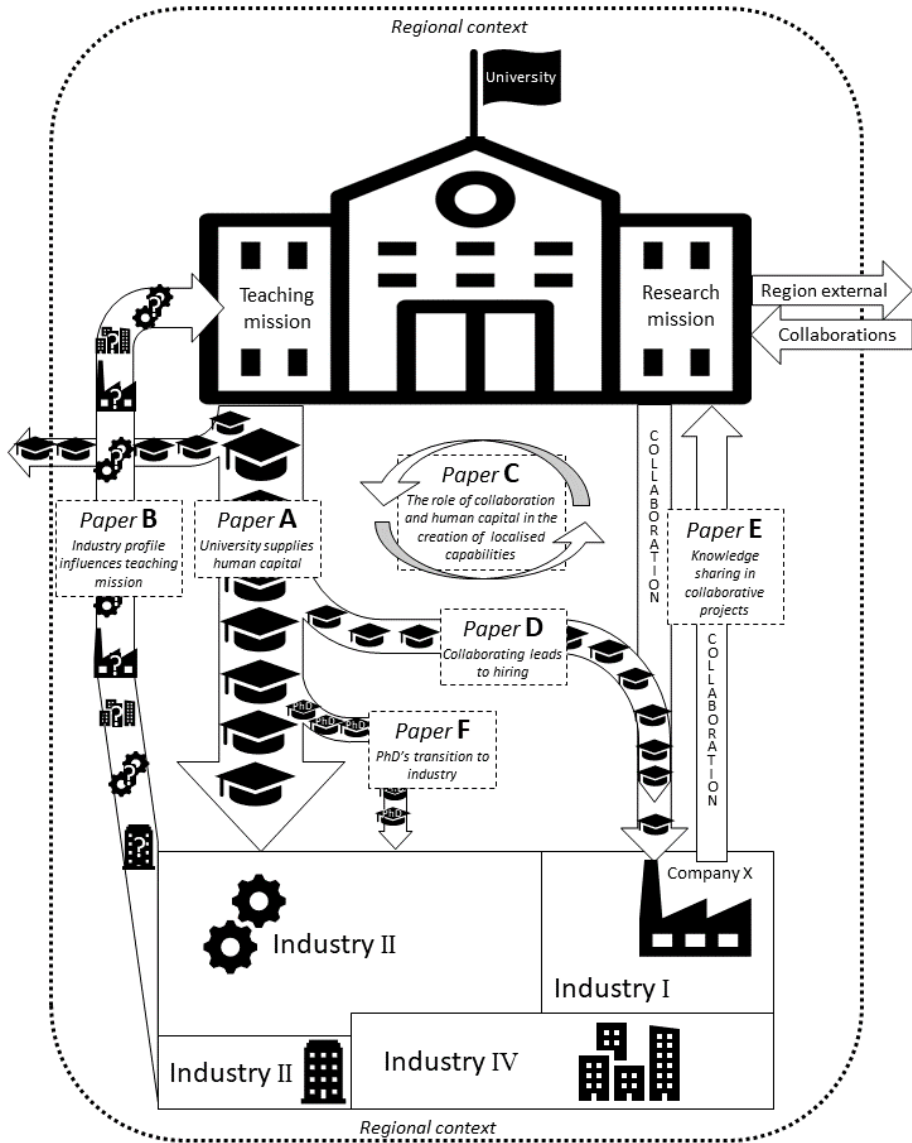 Regional context
University
Teaching
mission
Research
mission
Region external
Collaborations
COLLABORATION
Paper C
The role of collaboration
and human capital in the
creation of localised
capabilities
Paper B
Industry profile
influences teaching
mission
Paper A
University supplies
human capital
Paper E
Knowledge
sharing in
collaborative
projects
COLLABORATION
Paper D
Collaborating leads
to hiring
PhD
PhD
PhD
Paper F
PhD's transition to
industry
PhD
PhD
Company X
Industry II
Industry I
Industry II
Industry IV
Regional context
? ? ? ? ? ? ? ? ?